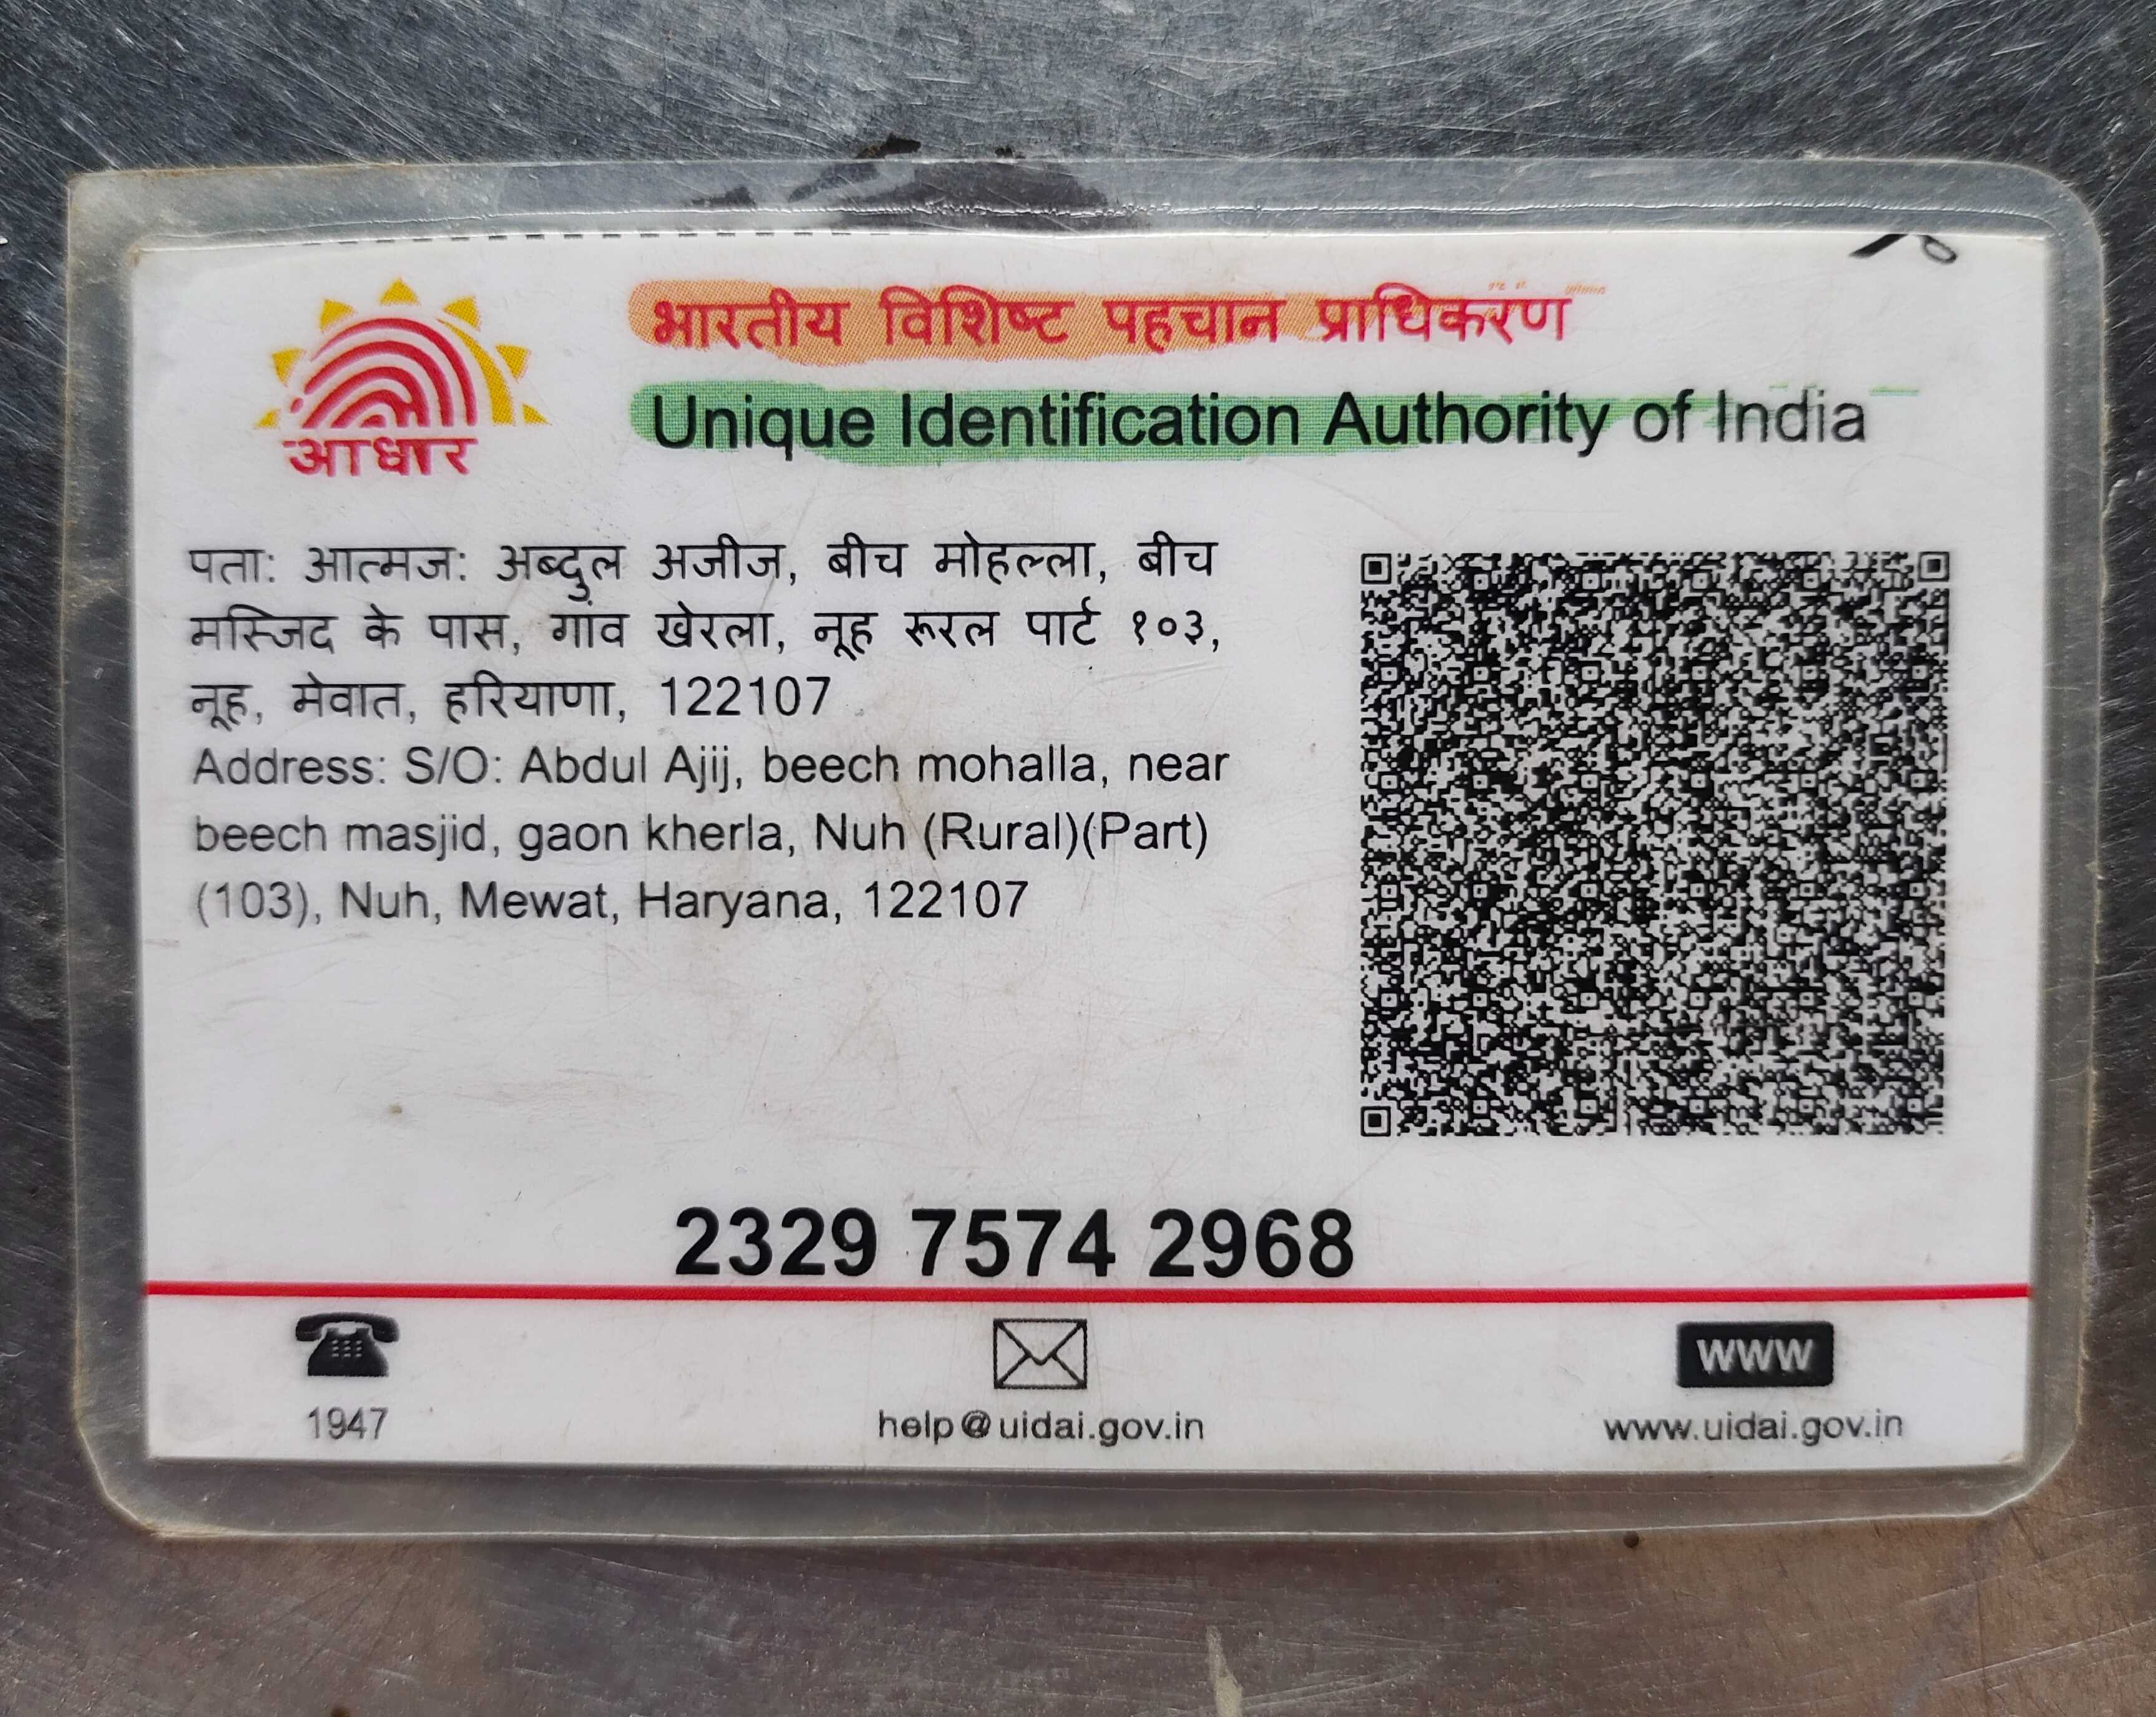 भारतीय विशिष्ट पहचान प्राधिकरण
Unique Identification Authority of India
आधार
पता: आत्मज: अब्दुल अजीज, बीच मोहल्ला, बीच
मस्जिद के पास, गांव खेरला, नूह रूरल पार्ट १०३,
नूह, मेवात, हरियाणा, 122107
Address: S/O: Abdul Ajij, beech mohalla, near
beech masjid, gaon kherla, Nuh (Rural)(Part)
(103), Nuh, Mewat, Haryana, 122107
2329 7574 2968
WWW
1947
help@uidai.gov.in
www.uidai.gov.in